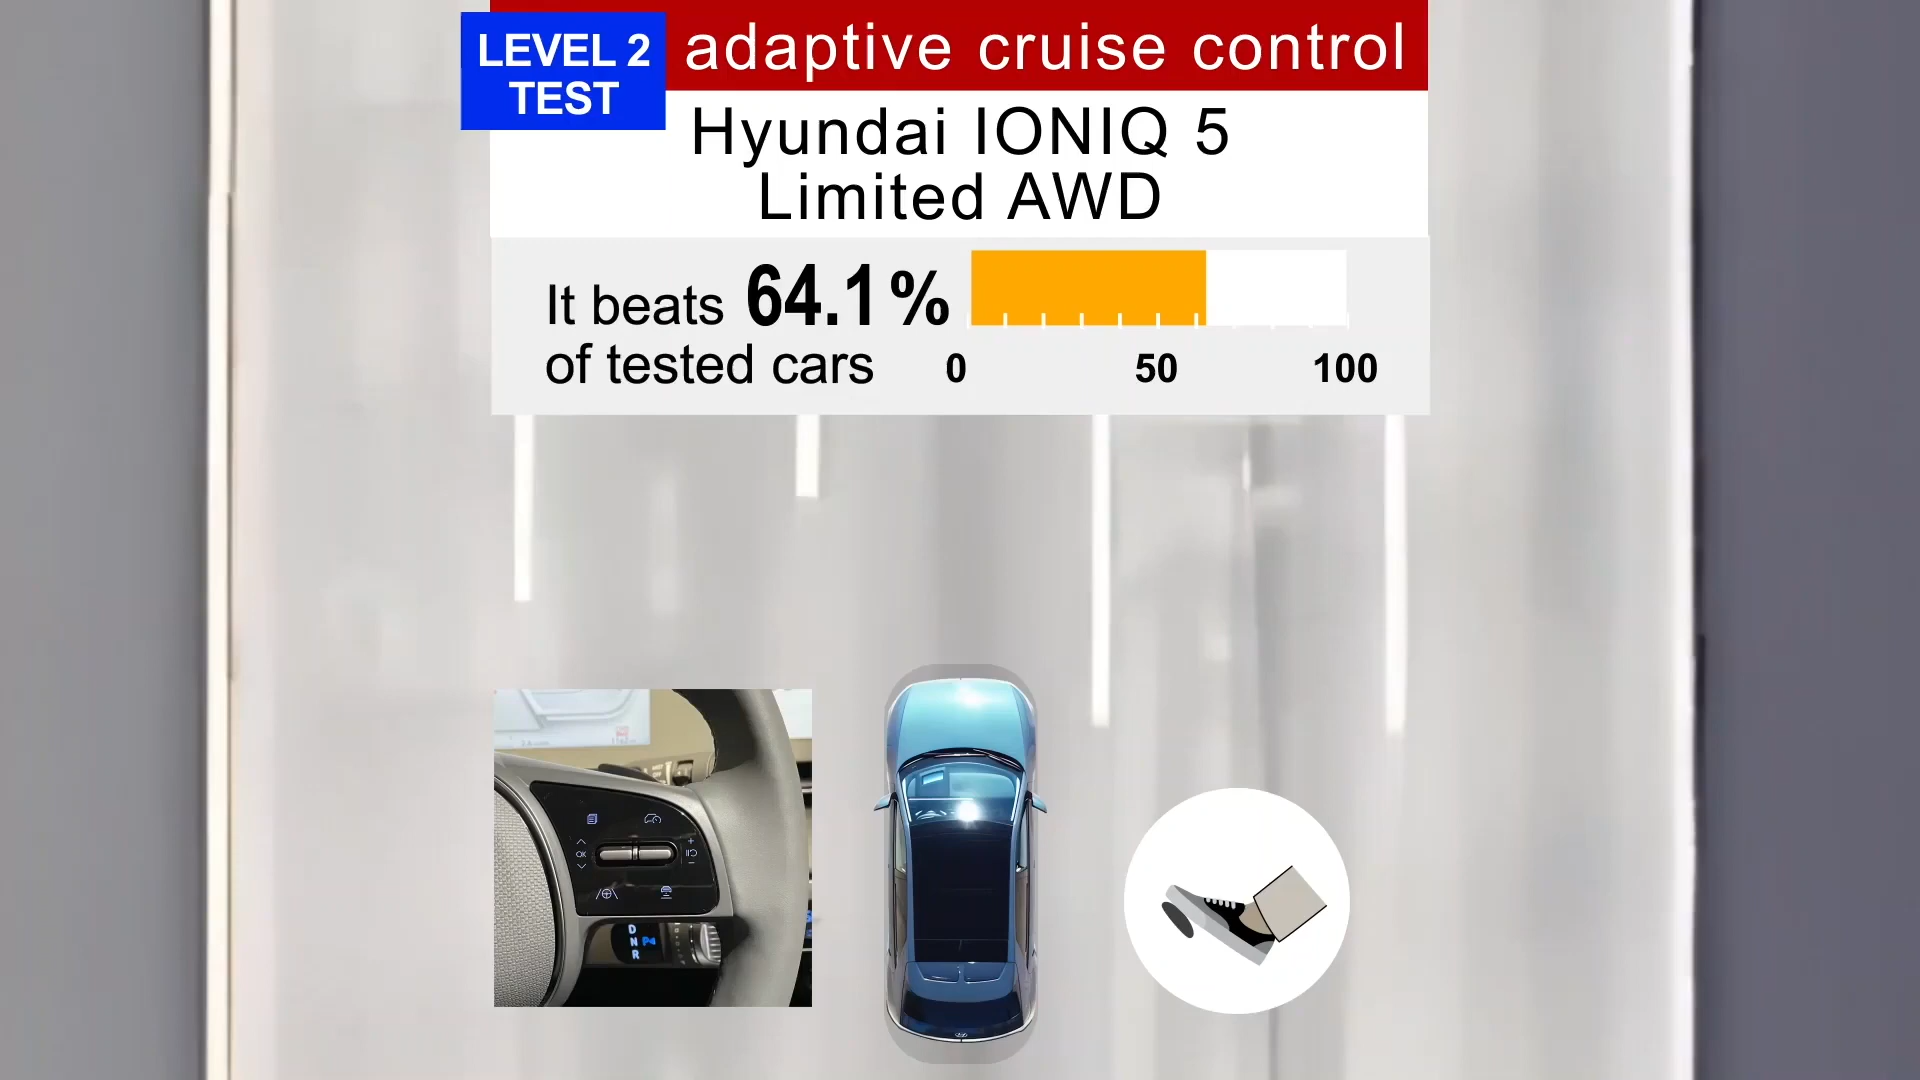 LEVEL 2
TEST
adaptive cruise control
Hyundai IONIQ 5
Limited AWD
It beats 64.1%
of tested cars
0 50 100
OK
D
N
R
P